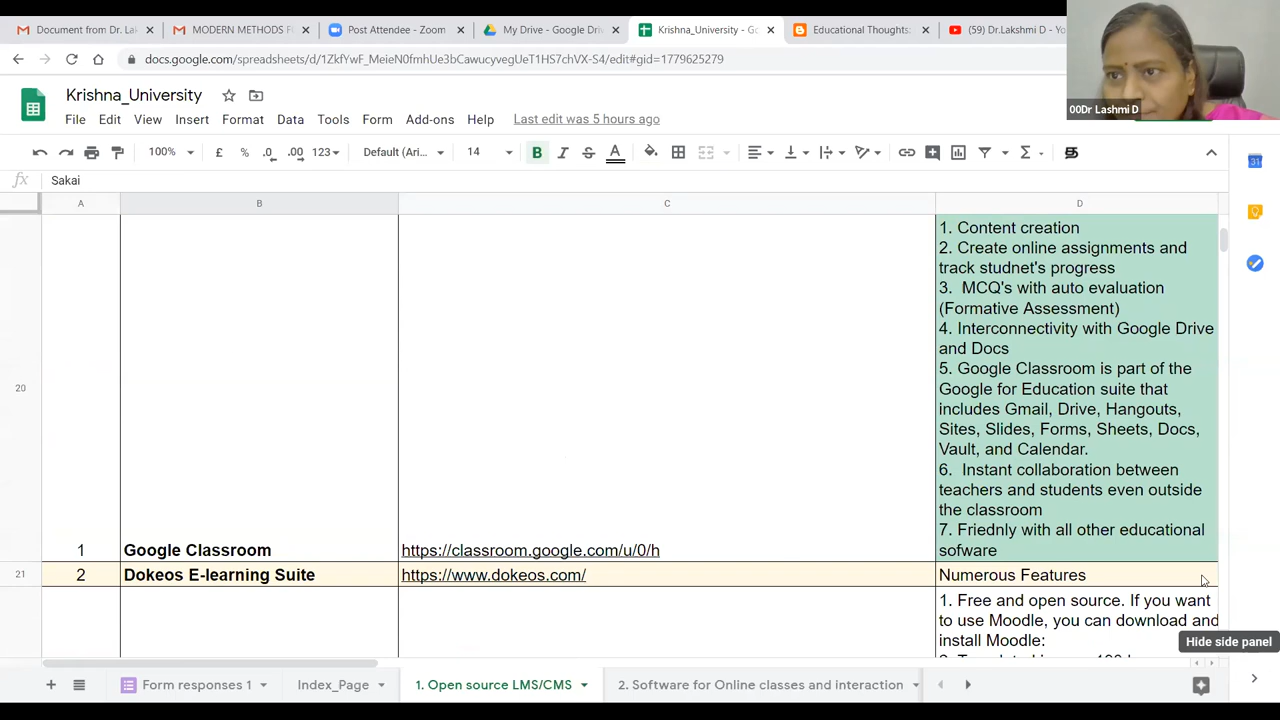 Document from Dr. Lak
MODERN METHODS F
Post Attendee - Zoom
My Drive - Google Dri
Krishna_University - Go
Educational Thoughts:
(59) Dr.Lakshmi D - Yo
docs.google.com/spreadsheets/d/1ZkfYwF_MeieN0fmhUe3bCawucyvegUeT1HS7chVX-S4/edit#gid=1779625279
00Dr Lashmi D
Krishna_University
File Edit View Insert Format Data Tools Form Add-ons Help Last edit was 5 hours ago
100% £ % .0 .00 123 Default (Ari... 14 B I S A
31
fx Sakai
A B C D
1. Content creation
2. Create online assignments and
track studnet's progress
3. MCQ's with auto evaluation
(Formative Assessment)
4. Interconnectivity with Google Drive
and Docs
5. Google Classroom is part of the
Google for Education suite that
includes Gmail, Drive, Hangouts,
Sites, Slides, Forms, Sheets, Docs,
Vault, and Calendar.
6. Instant collaboration between
teachers and students even outside
the classroom
7. Friednly with all other educational
sofware
20
1 Google Classroom https://classroom.google.com/u/0/h
21 2 Dokeos E-learning Suite https://www.dokeos.com/ Numerous Features
1. Free and open source. If you want
to use Moodle, you can download and
install Moodle:
Hide side panel
Form responses 1 Index_Page 1. Open source LMS/CMS 2. Software for Online classes and interaction